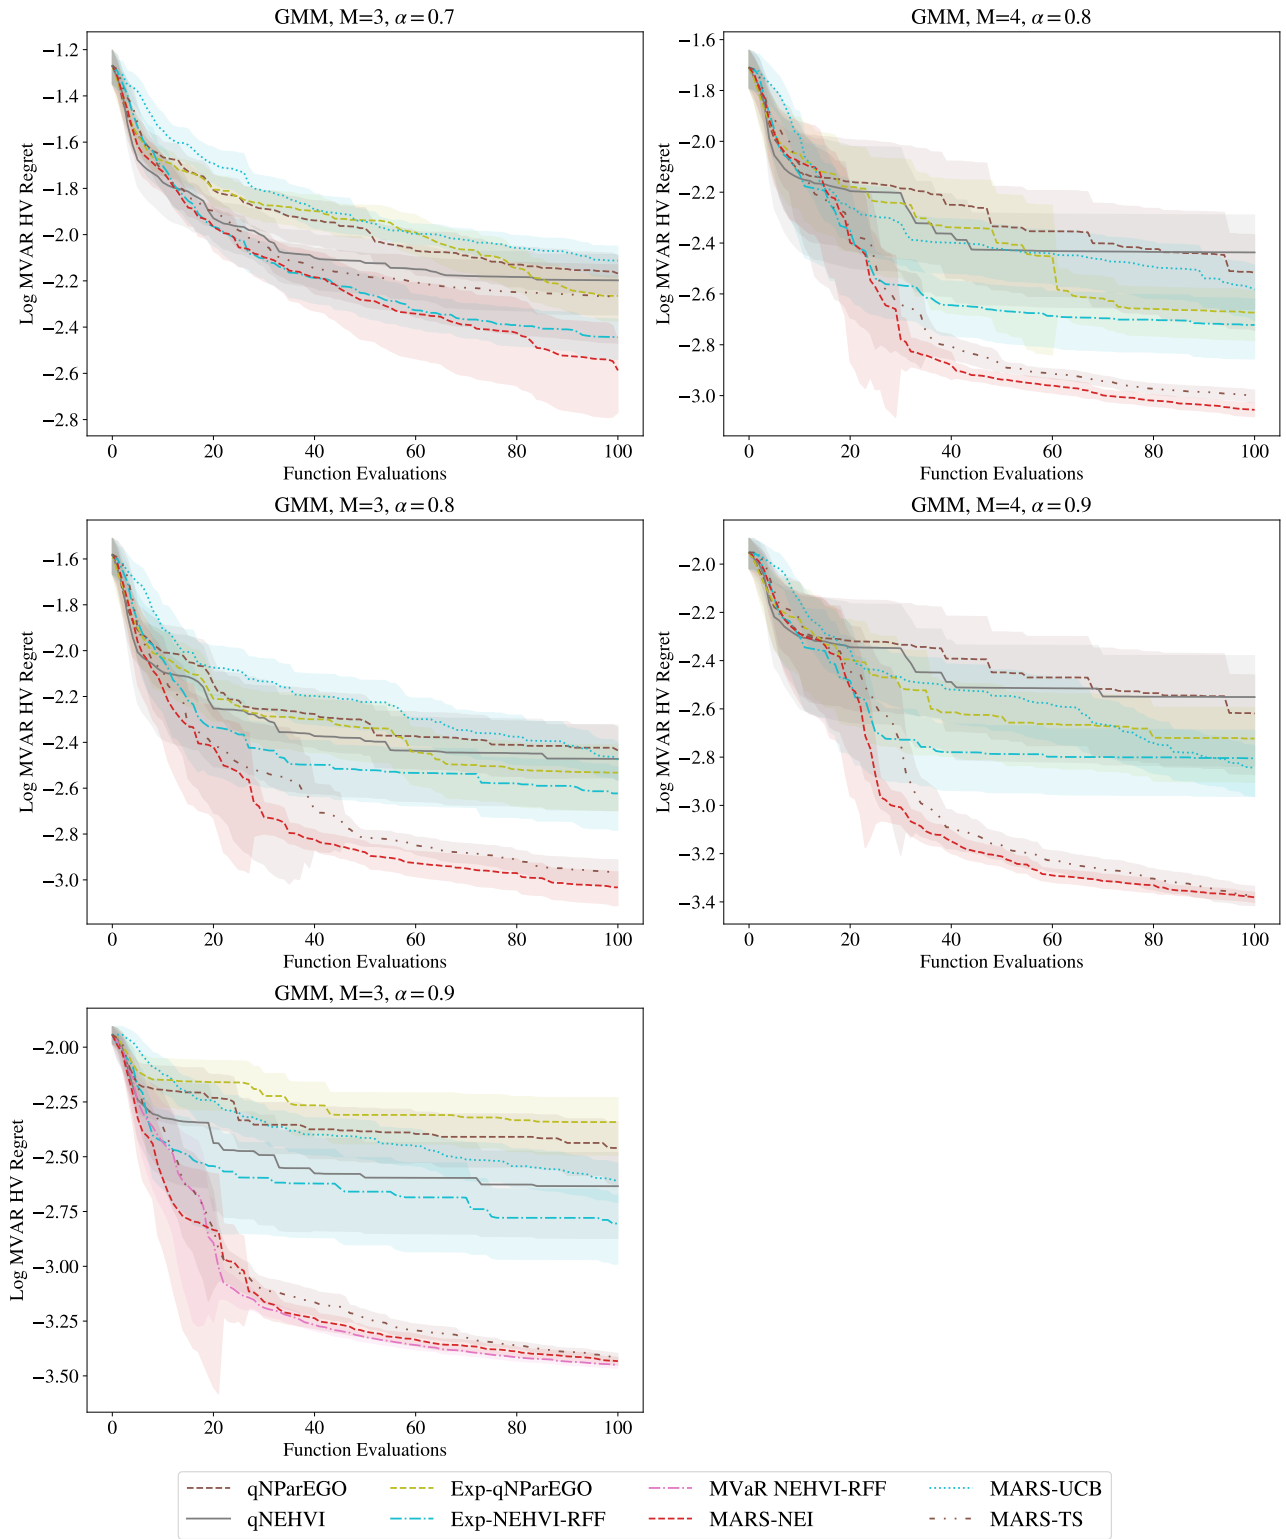 GMM, M=3, α=0.7
−1.2
−1.4
−1.6
−1.8
−2.0
−2.2
−2.4
−2.6
−2.8
Log MVAR HV Regret
0 20 40 60 80 100
Function Evaluations
GMM, M=4, α=0.8
−1.6
−1.8
−2.0
−2.2
−2.4
−2.6
−2.8
−3.0
Log MVAR HV Regret
0 20 40 60 80 100
Function Evaluations
GMM, M=3, α=0.8
−1.6
−1.8
−2.0
−2.2
−2.4
−2.6
−2.8
−3.0
Log MVAR HV Regret
0 20 40 60 80 100
Function Evaluations
GMM, M=4, α=0.9
−2.0
−2.2
−2.4
−2.6
−2.8
−3.0
−3.2
−3.4
Log MVAR HV Regret
0 20 40 60 80 100
Function Evaluations
GMM, M=3, α=0.9
−2.00
−2.25
−2.50
−2.75
−3.00
−3.25
−3.50
Log MVAR HV Regret
0 20 40 60 80 100
Function Evaluations
qNParEGO Exp-qNParEGO MVaR NEHVI-RFF MARS-UCB
qNEHVI Exp-NEHVI-RFF MARS-NEI MARS-TS